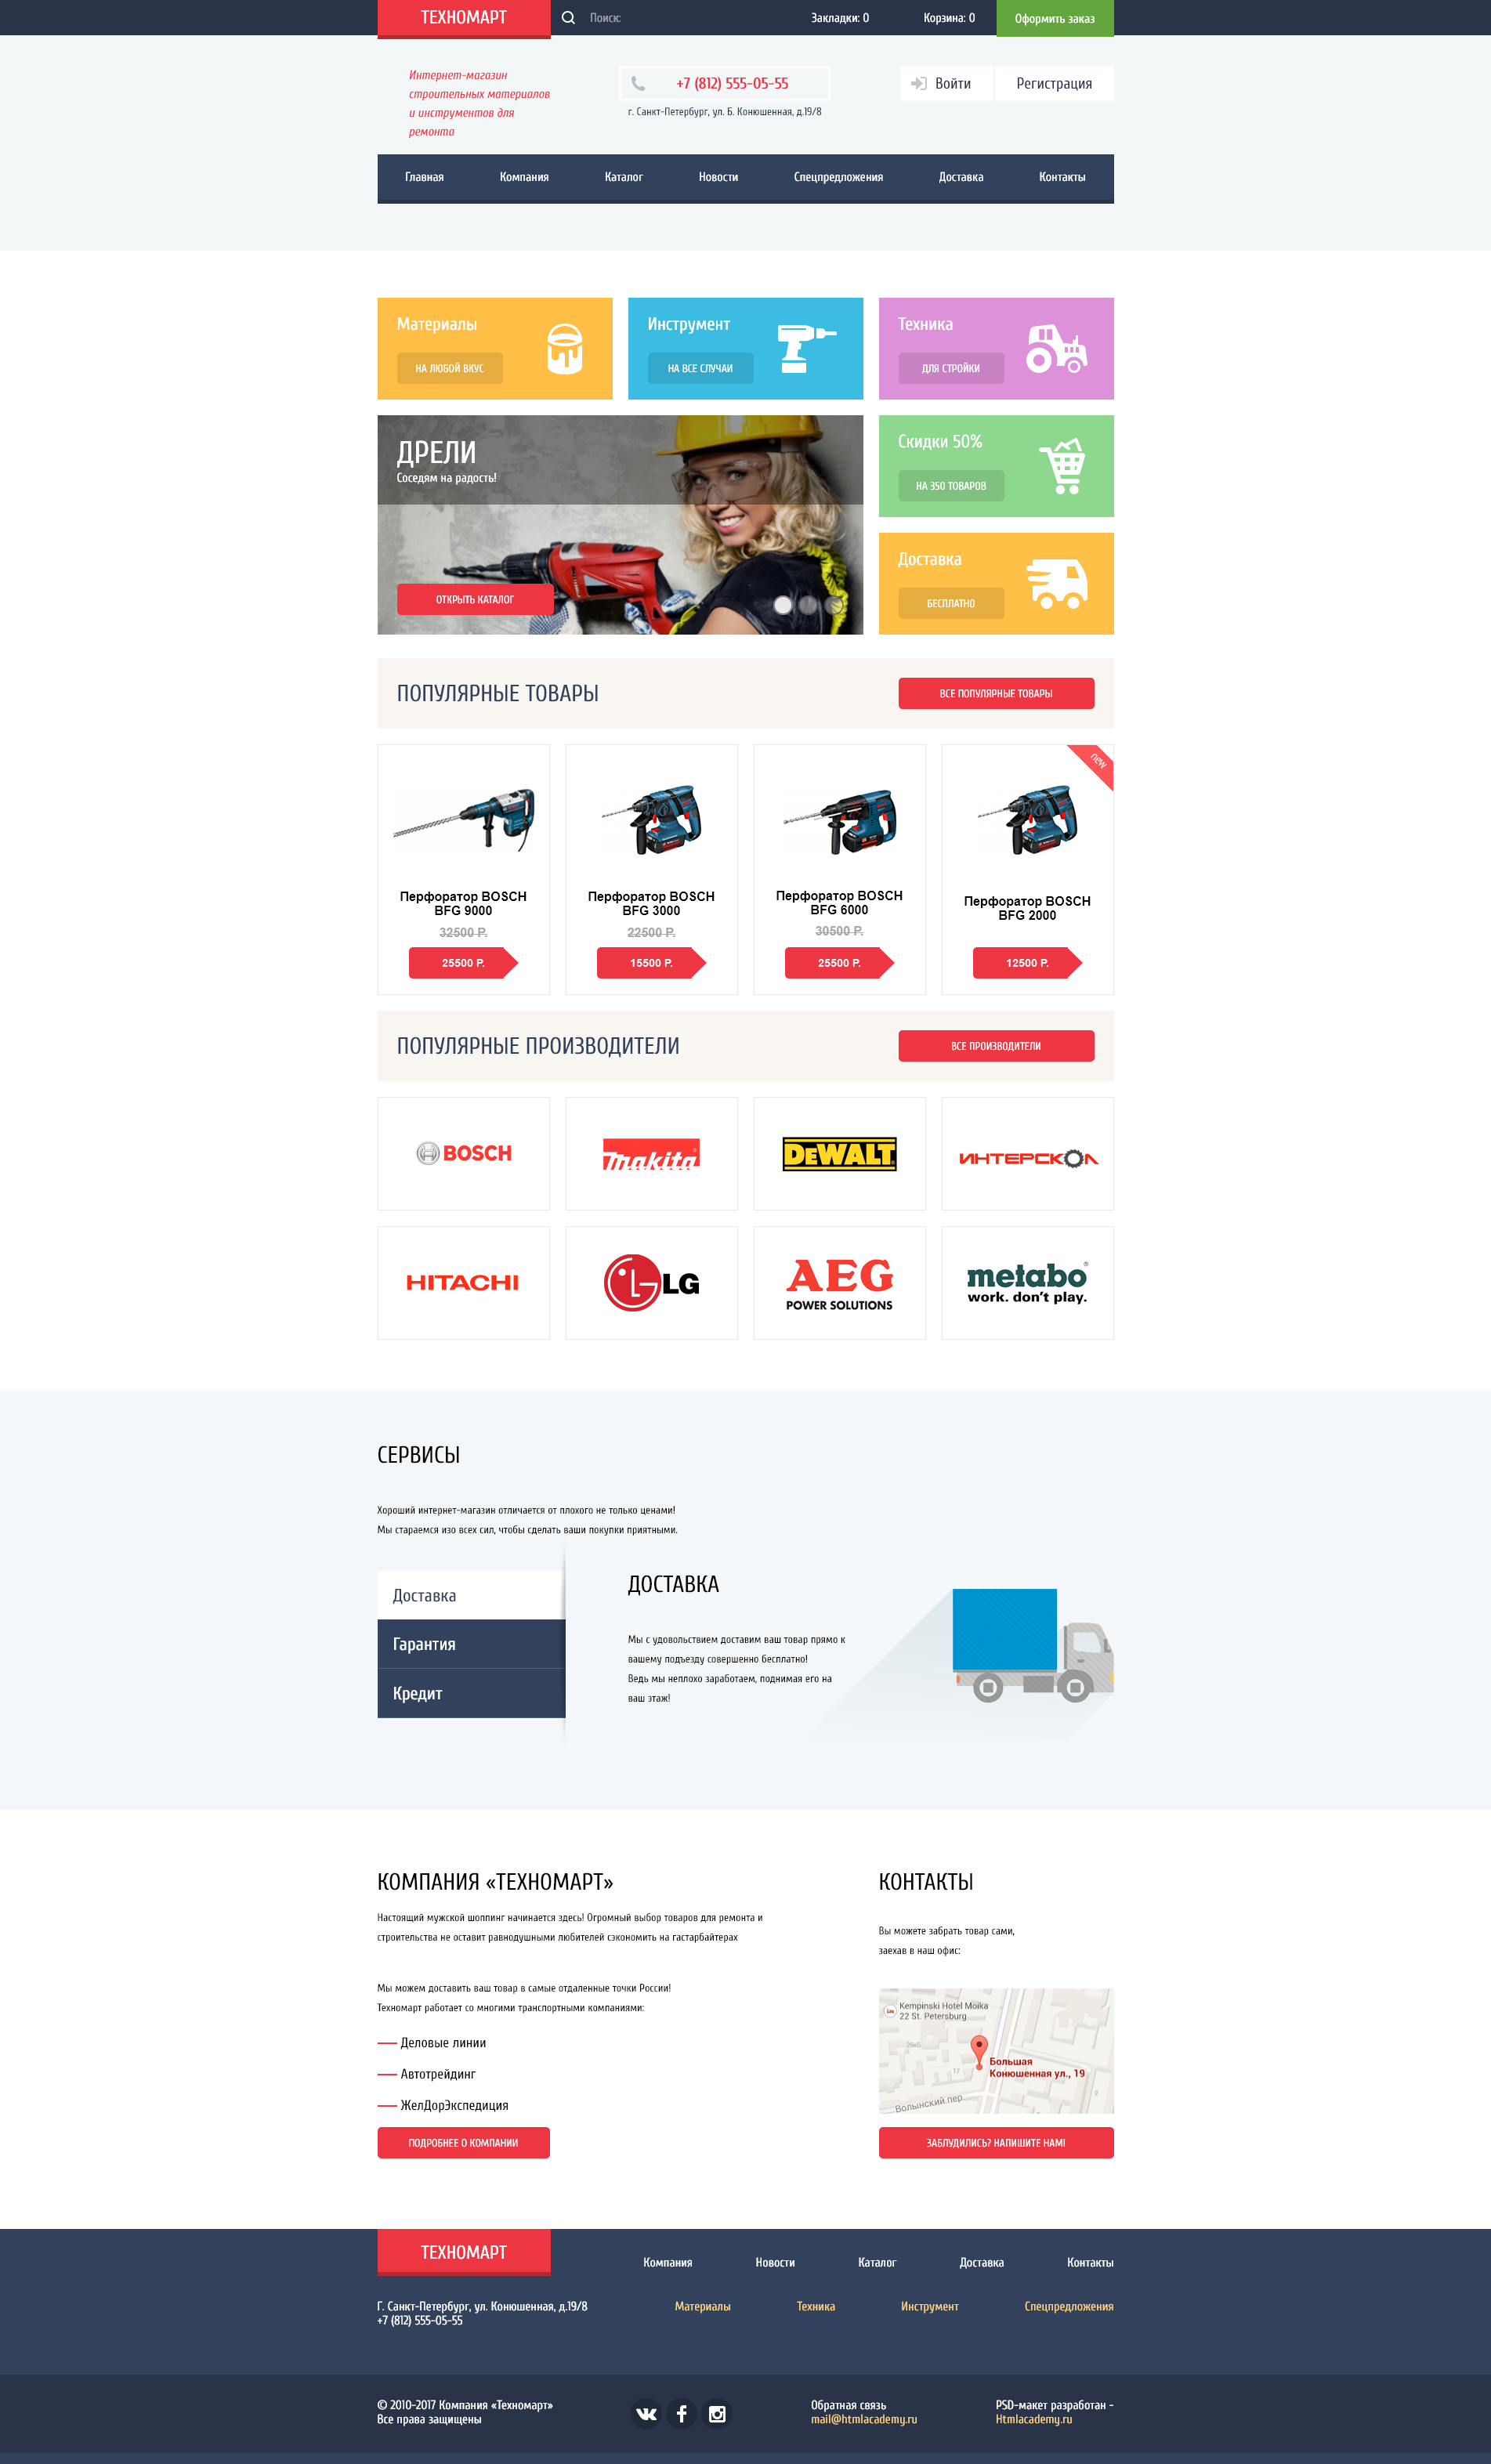 ТЕХНОМАРТ
Поиск:
Закладки: 0
Корзина: 0
Оформить заказ
Интернет-магазин
строительных материалов
и инструментов для
ремонта
+7 (812) 555-05-55
г. Санкт-Петербург, ул. Б. Конюшенная, д.19/8
Войти
Регистрация
Главная
Компания
Каталог
Новости
Спецпредложения
Доставка
Контакты
Материалы
НА ЛЮБОЙ ВКУС
Инструмент
НА ВСЕ СЛУЧАИ
Техника
ДЛЯ СТРОЙКИ
ДРЕЛИ
Соседям на радость!
ОТКРЫТЬ КАТАЛОГ
Скидки 50%
НА 350 ТОВАРОВ
Доставка
БЕСПЛАТНО
ПОПУЛЯРНЫЕ ТОВАРЫ
ВСЕ ПОПУЛЯРНЫЕ ТОВАРЫ
Перфоратор BOSCH
BFG 9000
32500 Р.
25500 Р.
Перфоратор BOSCH
BFG 3000
22500 Р.
15500 Р.
Перфоратор BOSCH
BFG 6000
30500 Р.
25500 Р.
new
Перфоратор BOSCH
BFG 2000
12500 Р.
ПОПУЛЯРНЫЕ ПРОИЗВОДИТЕЛИ
ВСЕ ПРОИЗВОДИТЕЛИ
BOSCH
makita
DEWALT
ИНТЕРСКОЛ
HITACHI
LG
AEG
POWER SOLUTIONS
metabo
work. don't play.
СЕРВИСЫ
Хороший интернет-магазин отличается от плохого не только ценами!
Мы стараемся изо всех сил, чтобы сделать ваши покупки приятными.
Доставка
Гарантия
Кредит
ДОСТАВКА
Мы с удовольствием доставим ваш товар прямо к
вашему подъезду совершенно бесплатно!
Ведь мы неплохо заработаем, поднимая его на
ваш этаж!
КОМПАНИЯ «ТЕХНОМАРТ»
Настоящий мужской шоппинг начинается здесь! Огромный выбор товаров для ремонта и
строительства не оставит равнодушными любителей сэкономить на гастарбайтерах
Мы можем доставить ваш товар в самые отдаленные точки России!
Техномарт работает со многими транспортными компаниями:
Деловые линии
Автотрейдинг
ЖелДорЭкспедиция
ПОДРОБНЕЕ О КОМПАНИИ
КОНТАКТЫ
Вы можете забрать товар сами,
заехав в наш офис:
Kempinski Hotel Moika
22 St. Petersburg
Большая
Конюшенная ул., 19
2
Волынский пер
ЗАБЛУДИЛИСЬ? НАПИШИТЕ НАМ!
ТЕХНОМАРТ
Компания
Новости
Каталог
Доставка
Контакты
Г. Санкт-Петербург, ул. Конюшенная, д.19/8
+7 (812) 555-05-55
Материалы
Техника
Инструмент
Спецпредложения
© 2010-2017 Компания «Техномарт»
Все права защищены
Обратная связь
mail@htmlacademy.ru
PSD-макет разработан -
Htmlacademy.ru